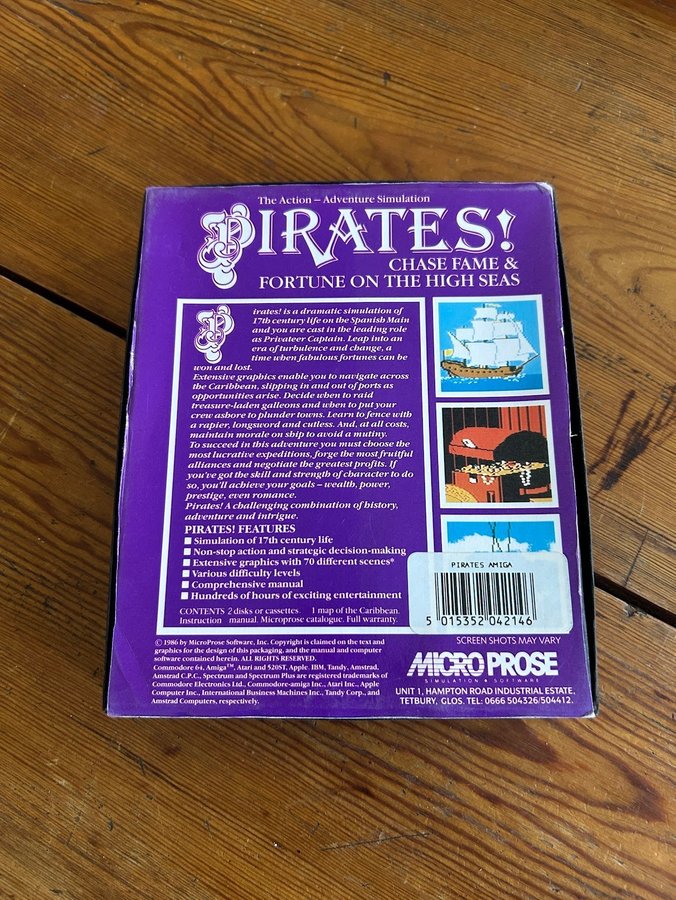 The Action – Adventure Simulation
PIRATES!
CHASE FAME &
FORTUNE ON THE HIGH SEAS
Pirates! is a dramatic simulation of
17th century life on the Spanish Main
and you are cast in the leading role
as Privateer Captain. Leap into an
era of turbulence and change, a
time when fabulous fortunes can be
won and lost.
Extensive graphics enable you to navigate across
the Caribbean, slipping in and out of ports as
opportunities arise. Decide when to raid
treasure-laden galleons and when to put your
crew ashore to plunder towns. Learn to fence with
a rapier, longsword and cutless. And, at all costs,
maintain morale on ship to avoid a mutiny.
To succeed in this adventure you must choose the
most lucrative expeditions, forge the most fruitful
alliances and negotiate the greatest profits. If
you've got the skill and strength of character to do
so, you'll achieve your goals – wealth, power,
prestige, even romance.
Pirates! A challenging combination of history,
adventure and intrigue.
PIRATES! FEATURES
■ Simulation of 17th century life
■ Non-stop action and strategic decision-making
■ Extensive graphics with 70 different scenes*
■ Various difficulty levels
■ Comprehensive manual
■ Hundreds of hours of exciting entertainment
CONTENTS 2 disks or cassettes. 1 map of the Caribbean.
Instruction manual. Microprose catalogue. Full warranty.
PIRATES AMIGA
5 015352 042146
SCREEN SHOTS MAY VARY
© 1986 by MicroProse Software, Inc. Copyright is claimed on the text and
graphics for the design of this packaging, and the manual and computer
software contained herein. ALL RIGHTS RESERVED.
Commodore 64, Amiga™, Atari and 520ST, Apple, IBM, Tandy, Amstrad,
Amstrad C.P.C., Spectrum and Spectrum Plus are registered trademarks of
Commodore Electronics Ltd., Commodore-amiga Inc., Atari Inc., Apple
Computer Inc., International Business Machines Inc., Tandy Corp., and
Amstrad Computers, respectively.
MICRO PROSE
SIMULATION • SOFTWARE
UNIT 1, HAMPTON ROAD INDUSTRIAL ESTATE,
TETBURY, GLOS. TEL: 0666 504326/504412.